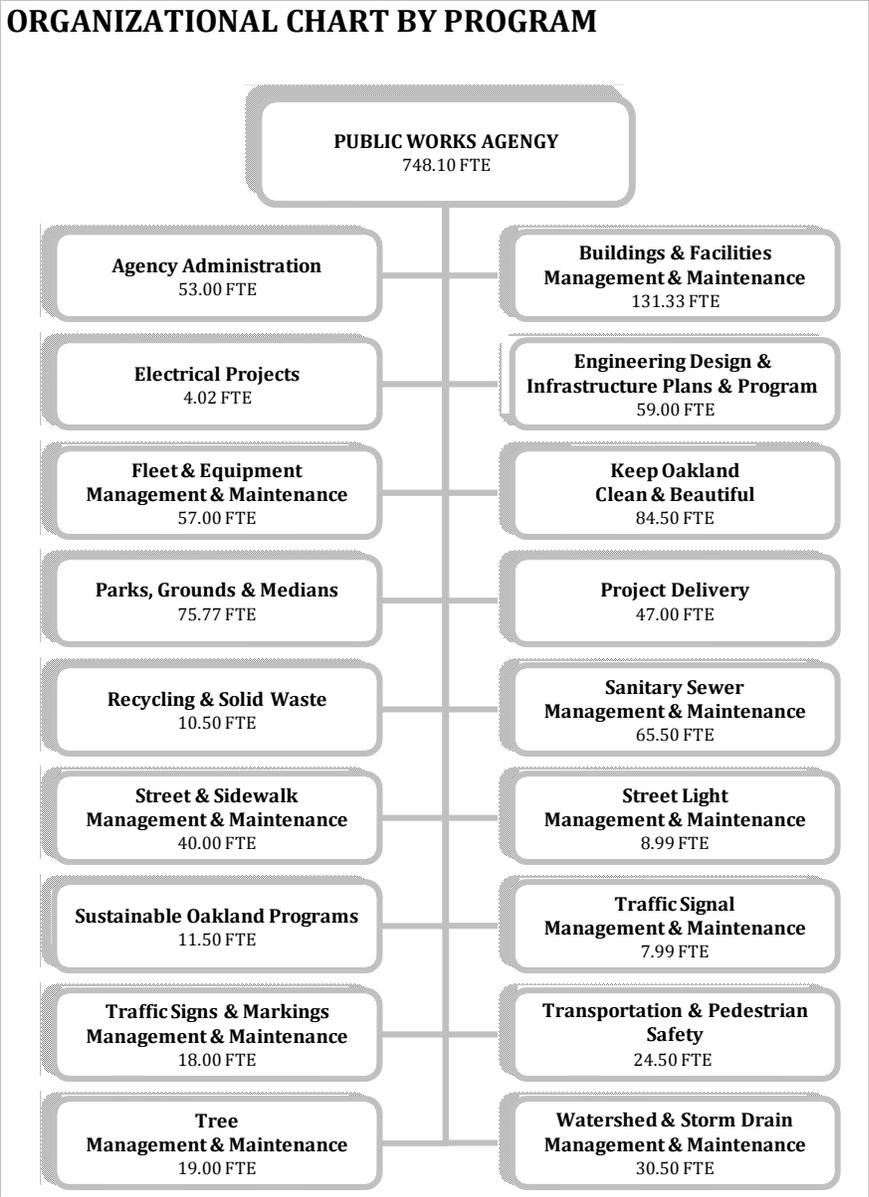 ORGANIZATIONAL CHART BY PROGRAM
PUBLIC WORKS AGENGY
748.10 FTE
Agency Administration
53.00 FTE
Buildings & Facilities
Management & Maintenance
131.33 FTE
Electrical Projects
4.02 FTE
Engineering Design &
Infrastructure Plans & Program
59.00 FTE
Fleet & Equipment
Management & Maintenance
57.00 FTE
Keep Oakland
Clean & Beautiful
84.50 FTE
Parks, Grounds & Medians
75.77 FTE
Project Delivery
47.00 FTE
Recycling & Solid Waste
10.50 FTE
Sanitary Sewer
Management & Maintenance
65.50 FTE
Street & Sidewalk
Management & Maintenance
40.00 FTE
Street Light
Management & Maintenance
8.99 FTE
Sustainable Oakland Programs
11.50 FTE
Traffic Signal
Management & Maintenance
7.99 FTE
Traffic Signs & Markings
Management & Maintenance
18.00 FTE
Transportation & Pedestrian
Safety
24.50 FTE
Tree
Management & Maintenance
19.00 FTE
Watershed & Storm Drain
Management & Maintenance
30.50 FTE